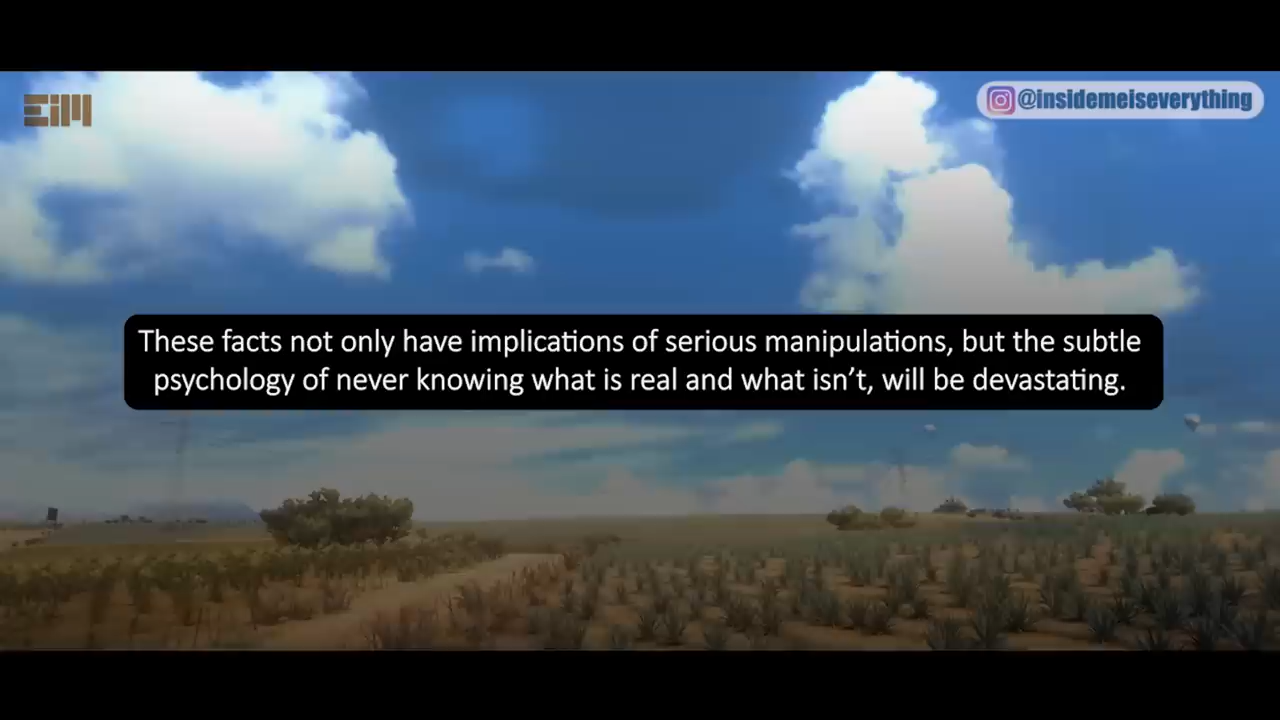 EIM
@insidemeiseverything
These facts not only have implications of serious manipulations, but the subtle
psychology of never knowing what is real and what isn't, will be devastating.